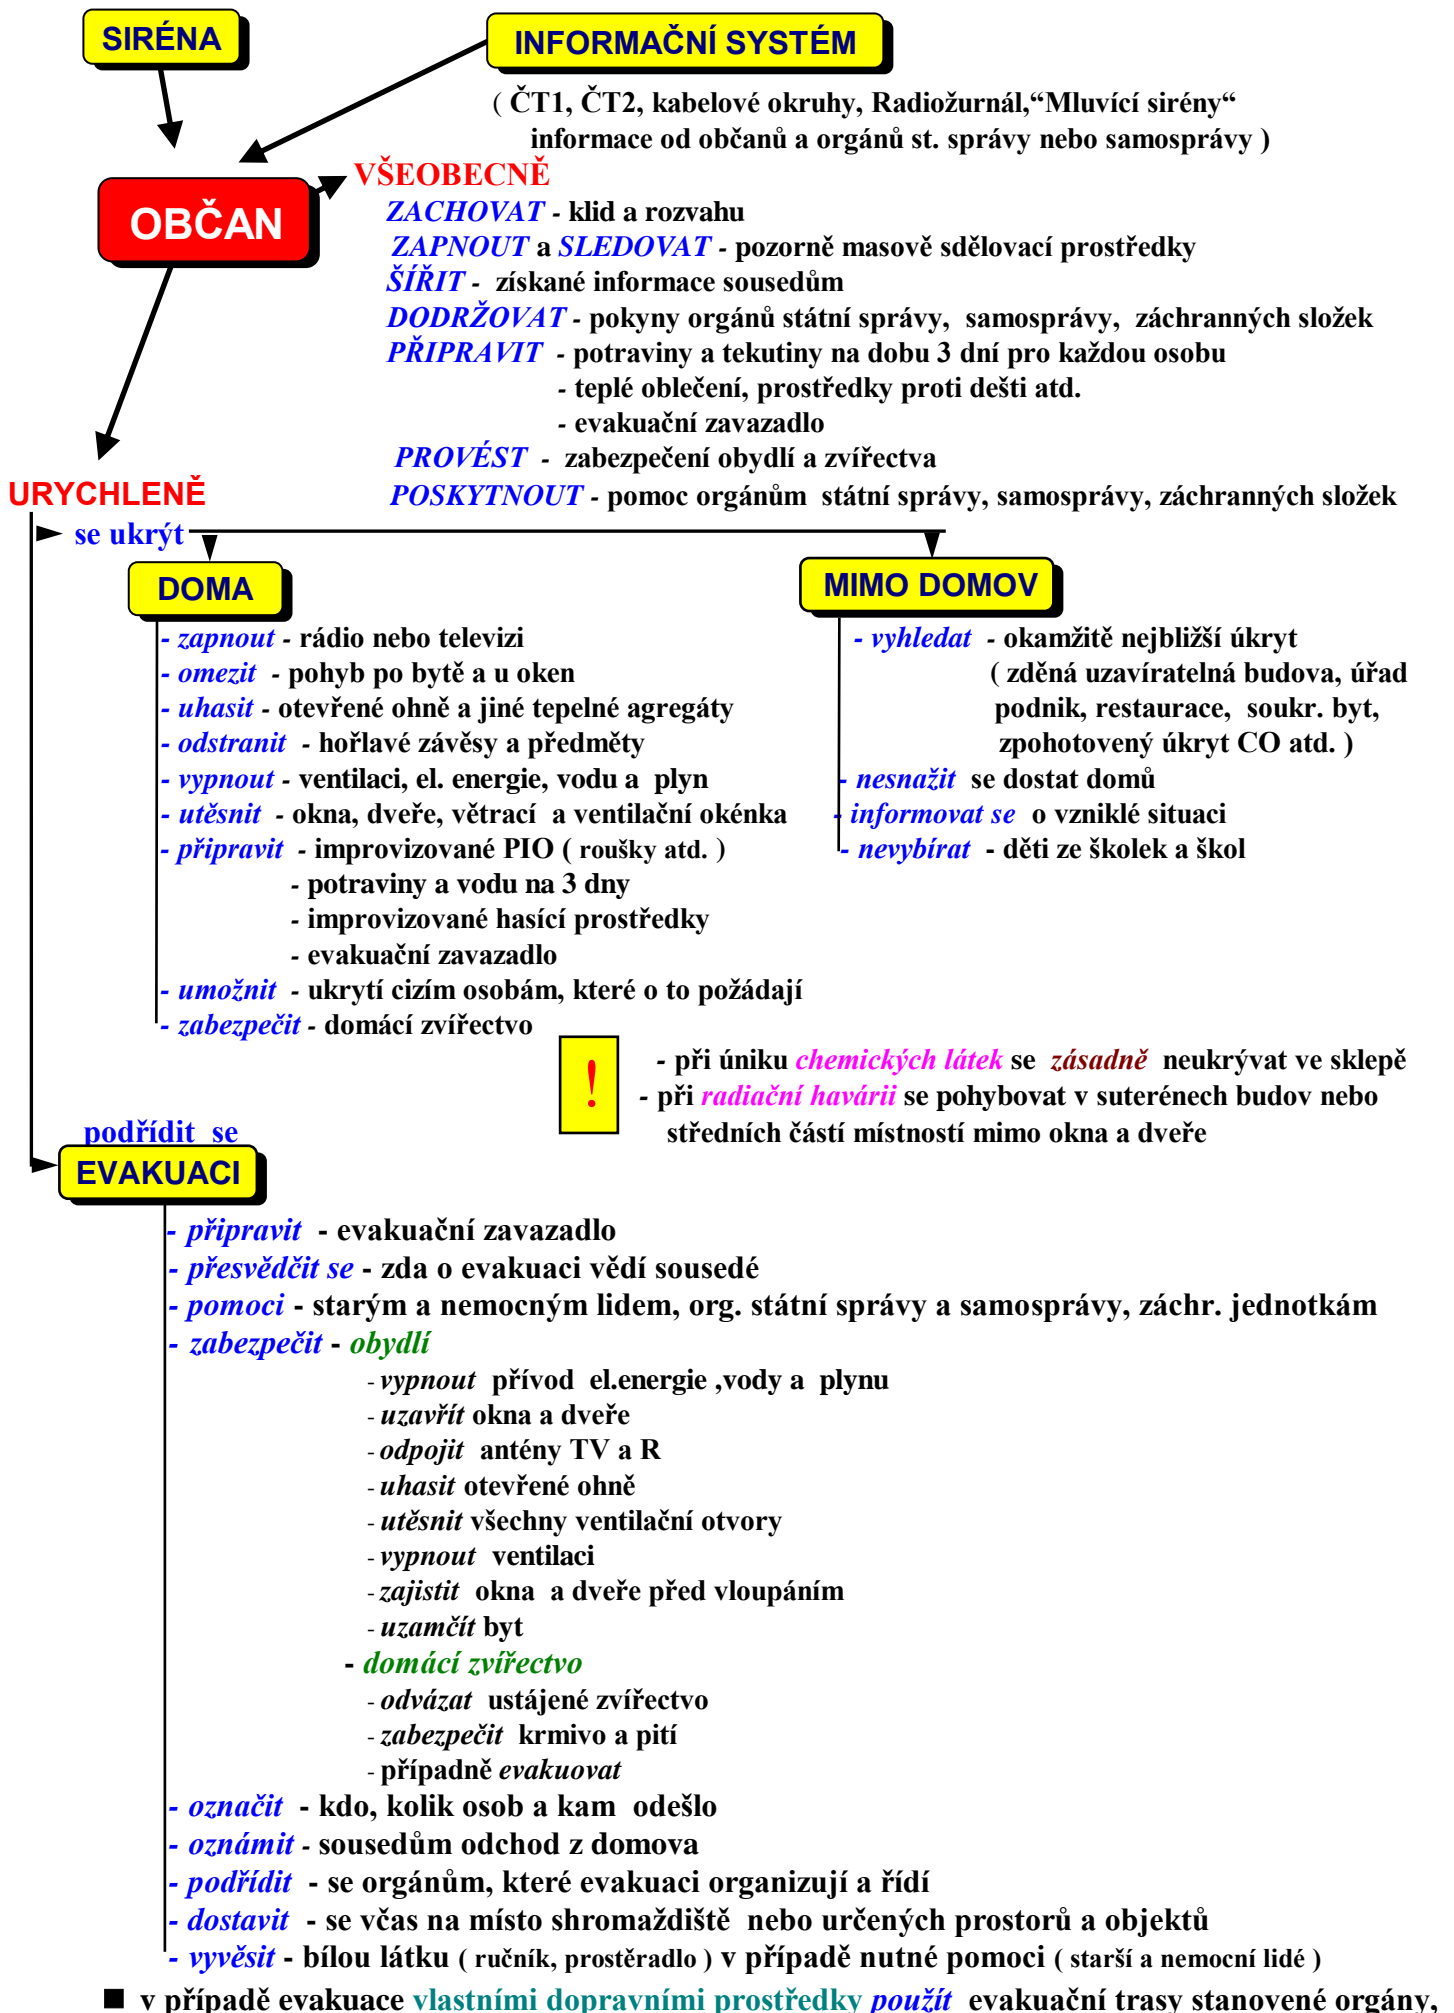 SIRÉNA
INFORMAČNÍ SYSTÉM
( ČT1, ČT2, kabelové okruhy, Radiožurnál,“Mluvící sirény“
informace od občanů a orgánů st. správy nebo samosprávy )
OBČAN
VŠEOBECNĚ
ZACHOVAT - klid a rozvahu
ZAPNOUT a SLEDOVAT - pozorně masově sdělovací prostředky
ŠÍŘIT - získané informace sousedům
DODRŽOVAT - pokyny orgánů státní správy, samosprávy, záchranných složek
PŘIPRAVIT - potraviny a tekutiny na dobu 3 dní pro každou osobu
- teplé oblečení, prostředky proti dešti atd.
- evakuační zavazadlo
PROVÉST - zabezpečení obydlí a zvířectva
POSKYTNOUT - pomoc orgánům státní správy, samosprávy, záchranných složek
URYCHLENĚ
se ukrýt
DOMA
- zapnout - rádio nebo televizi
- omezit - pohyb po bytě a u oken
- uhasit - otevřené ohně a jiné tepelné agregáty
- odstranit - hořlavé závěsy a předměty
- vypnout - ventilaci, el. energie, vodu a plyn
- utěsnit - okna, dveře, větrací a ventilační okénka
- připravit - improvizované PIO ( roušky atd. )
- potraviny a vodu na 3 dny
- improvizované hasící prostředky
- evakuační zavazadlo
- umožnit - ukrytí cizím osobám, které o to požádají
- zabezpečit - domácí zvířectvo
MIMO DOMOV
- vyhledat - okamžitě nejbližší úkryt
( zděná uzavíratelná budova, úřad
podnik, restaurace, soukr. byt,
zpohotovený úkryt CO atd. )
- nesnažit se dostat domů
- informovat se o vzniklé situaci
- nevybírat - děti ze školek a škol
!
- při úniku chemických látek se zásadně neukrývat ve sklepě
- při radiační havárii se pohybovat v suterénech budov nebo
středních částí místností mimo okna a dveře
podřídit se
EVAKUACI
- připravit - evakuační zavazadlo
- přesvědčit se - zda o evakuaci vědí sousedé
- pomoci - starým a nemocným lidem, org. státní správy a samosprávy, záchr. jednotkám
- zabezpečit - obydlí
- vypnout přívod el.energie ,vody a plynu
- uzavřít okna a dveře
- odpojit antény TV a R
- uhasit otevřené ohně
- utěsnit všechny ventilační otvory
- vypnout ventilaci
- zajistit okna a dveře před vloupáním
- uzamčít byt
- domácí zvířectvo
- odvázat ustájené zvířectvo
- zabezpečit krmivo a pití
- případně evakuovat
- označit - kdo, kolik osob a kam odešlo
- oznámit - sousedům odchod z domova
- podřídit - se orgánům, které evakuaci organizují a řídí
- dostavit - se včas na místo shromaždiště nebo určených prostorů a objektů
- vyvěsit - bílou látku ( ručník, prostěradlo ) v případě nutné pomoci ( starší a nemocní lidé )
■ v případě evakuace vlastními dopravními prostředky použít evakuační trasy stanovené orgány.